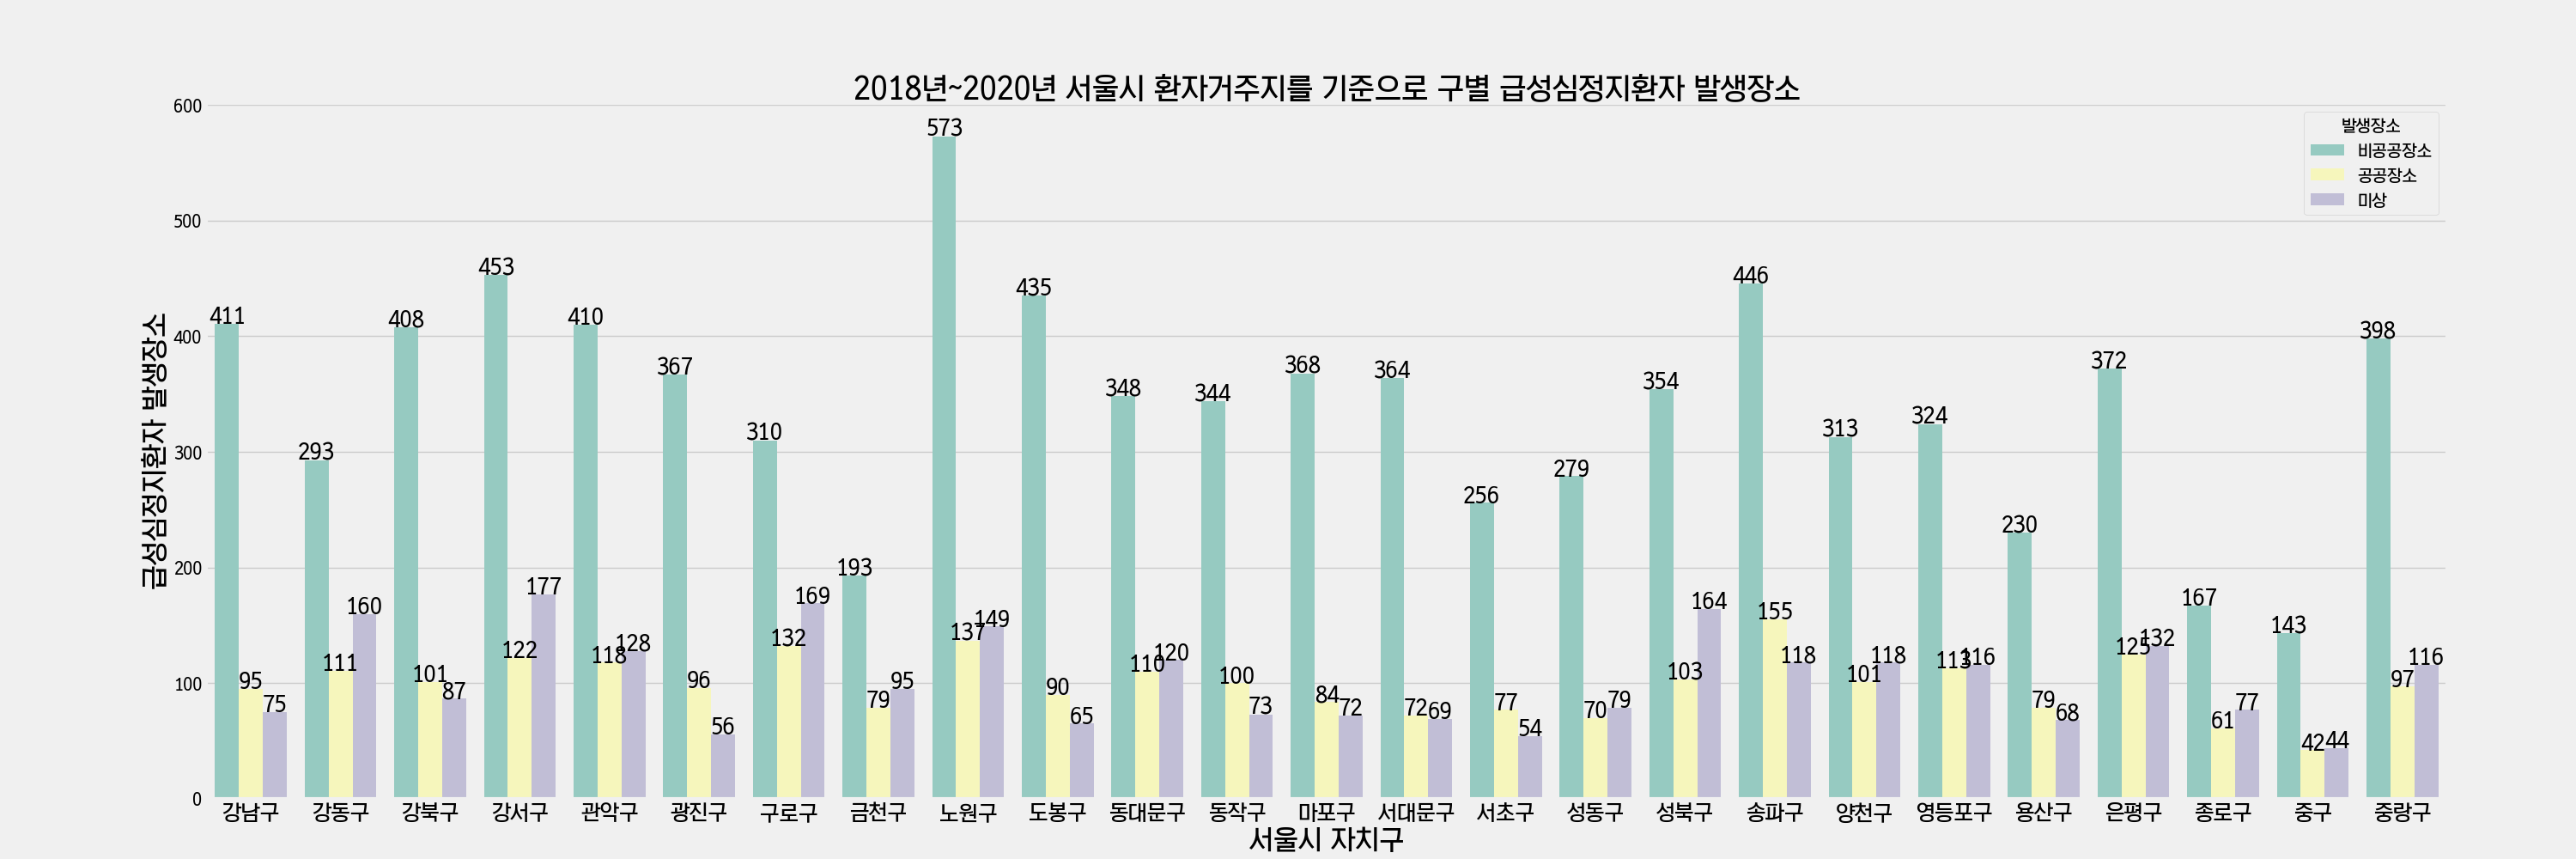 2018년~2020년 서울시 환자거주지를 기준으로 구별 급성심정지환자 발생장소
급성심정지환자 발생장소
600
500
400
300
200
100
0
발생장소
비공공장소
공공장소
미상
411 95 75
293 111 160
408 101 87
453 122 177
410 118 128
367 96 56
310 132 169
193 79 95
573 137 149
435 90 65
348 110 120
344 100 73
368 84 72
364 72 69
256 77 54
279 70 79
354 103 164
446 155 118
313 101 118
324 113 116
230 79 68
372 125 132
167 61 77
143 42 44
398 97 116
강남구 강동구 강북구 강서구 관악구 광진구 구로구 금천구 노원구 도봉구 동대문구 동작구 마포구 서대문구 서초구 성동구 성북구 송파구 양천구 영등포구 용산구 은평구 종로구 중구 중랑구
서울시 자치구